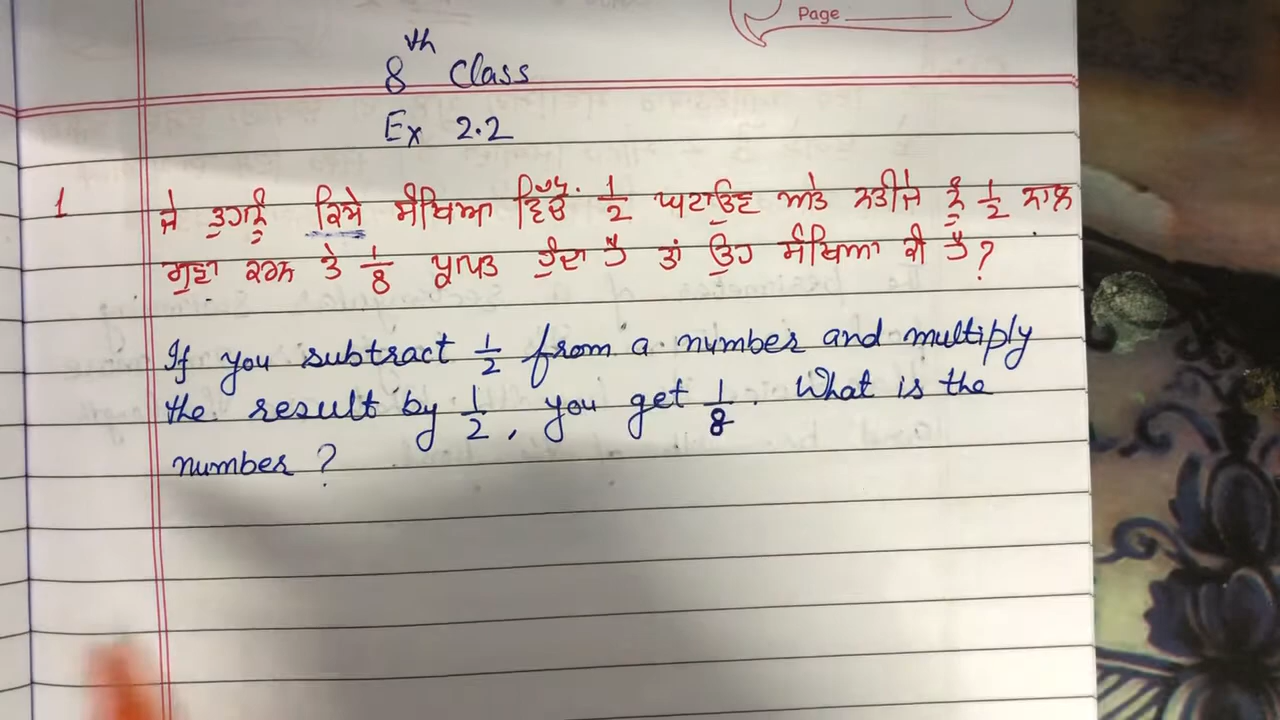 Page
8th Class
Ex 2.2
1 ਜੇ ਤੁਹਾਨੂੰ ਕਿਸੇ ਸੰਖਿਆ ਵਿੱਚ 1/2 ਘਟਾਉਣ ਅਤੇ ਨਤੀਜੇ ਨੂੰ 1/2 ਨਾਲ
ਗੁਣਾ ਕਰਨ ਤੇ 1/8 ਪ੍ਰਾਪਤ ਹੁੰਦਾ ਹੈ ਤਾਂ ਉਹ ਸੰਖਿਆ ਕੀ ਹੈ?
If you subtract 1/2 from a number and multiply
the result by 1/2, you get 1/8. What is the
number?